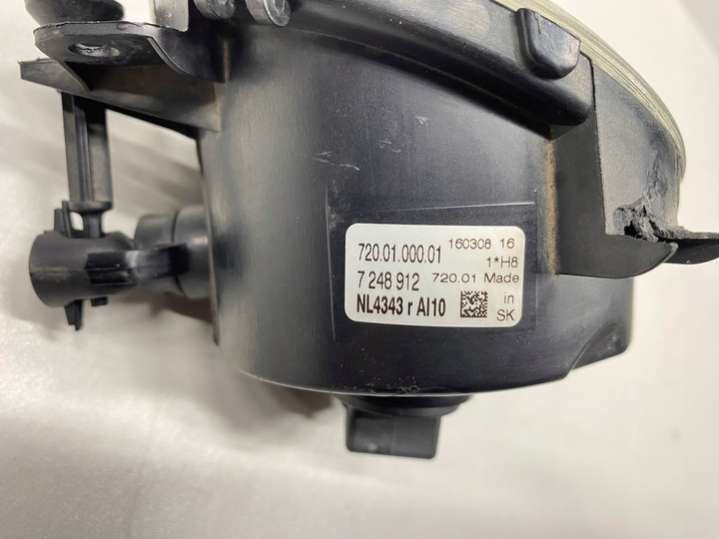 720.01.000.01 160308 16
1*H8
7 248 912 720.01 Made
NL4343 r AI10 in
SK